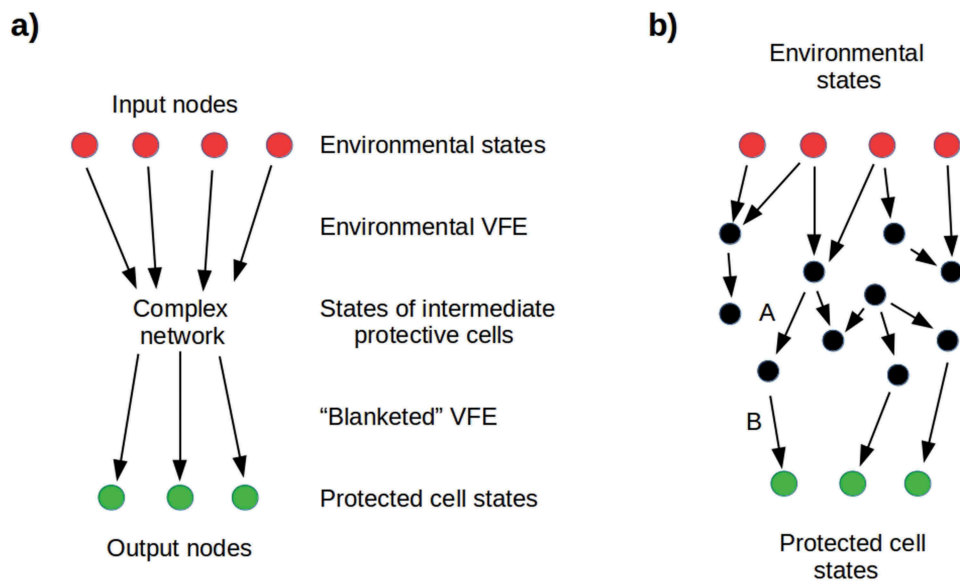 a)
Input nodes
Environmental states
Environmental VFE
Complex
network
States of intermediate
protective cells
“Blanketed” VFE
Protected cell states
Output nodes
b)
Environmental
states
A
B
Protected cell
states